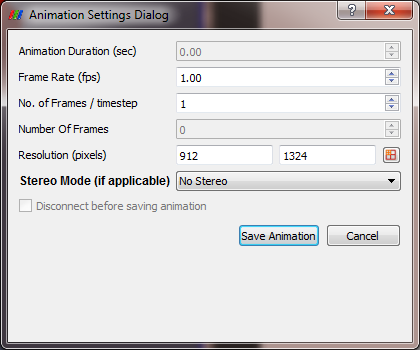 Animation Settings Dialog
Animation Duration (sec) 0.00
Frame Rate (fps) 1.00
No. of Frames / timestep 1
Number Of Frames 0
Resolution (pixels) 912 1324
Stereo Mode (if applicable) No Stereo
Disconnect before saving animation
Save Animation Cancel